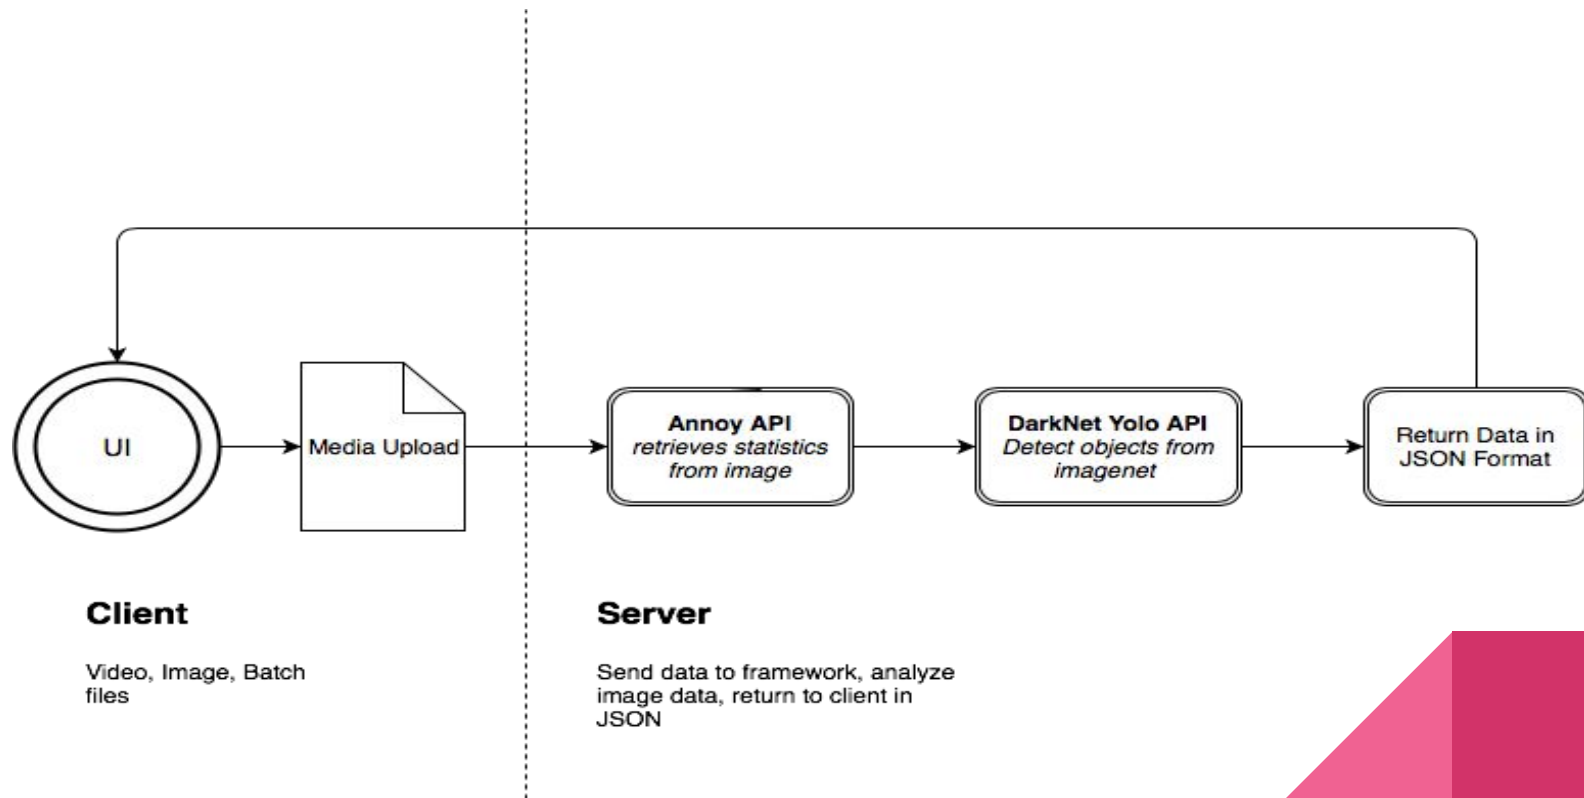 UI
Media Upload
Annoy API
retrieves statistics
from image
DarkNet Yolo API
Detect objects from
imagenet
Return Data in
JSON Format
Client
Video, Image, Batch
files
Server
Send data to framework, analyze
image data, return to client in
JSON